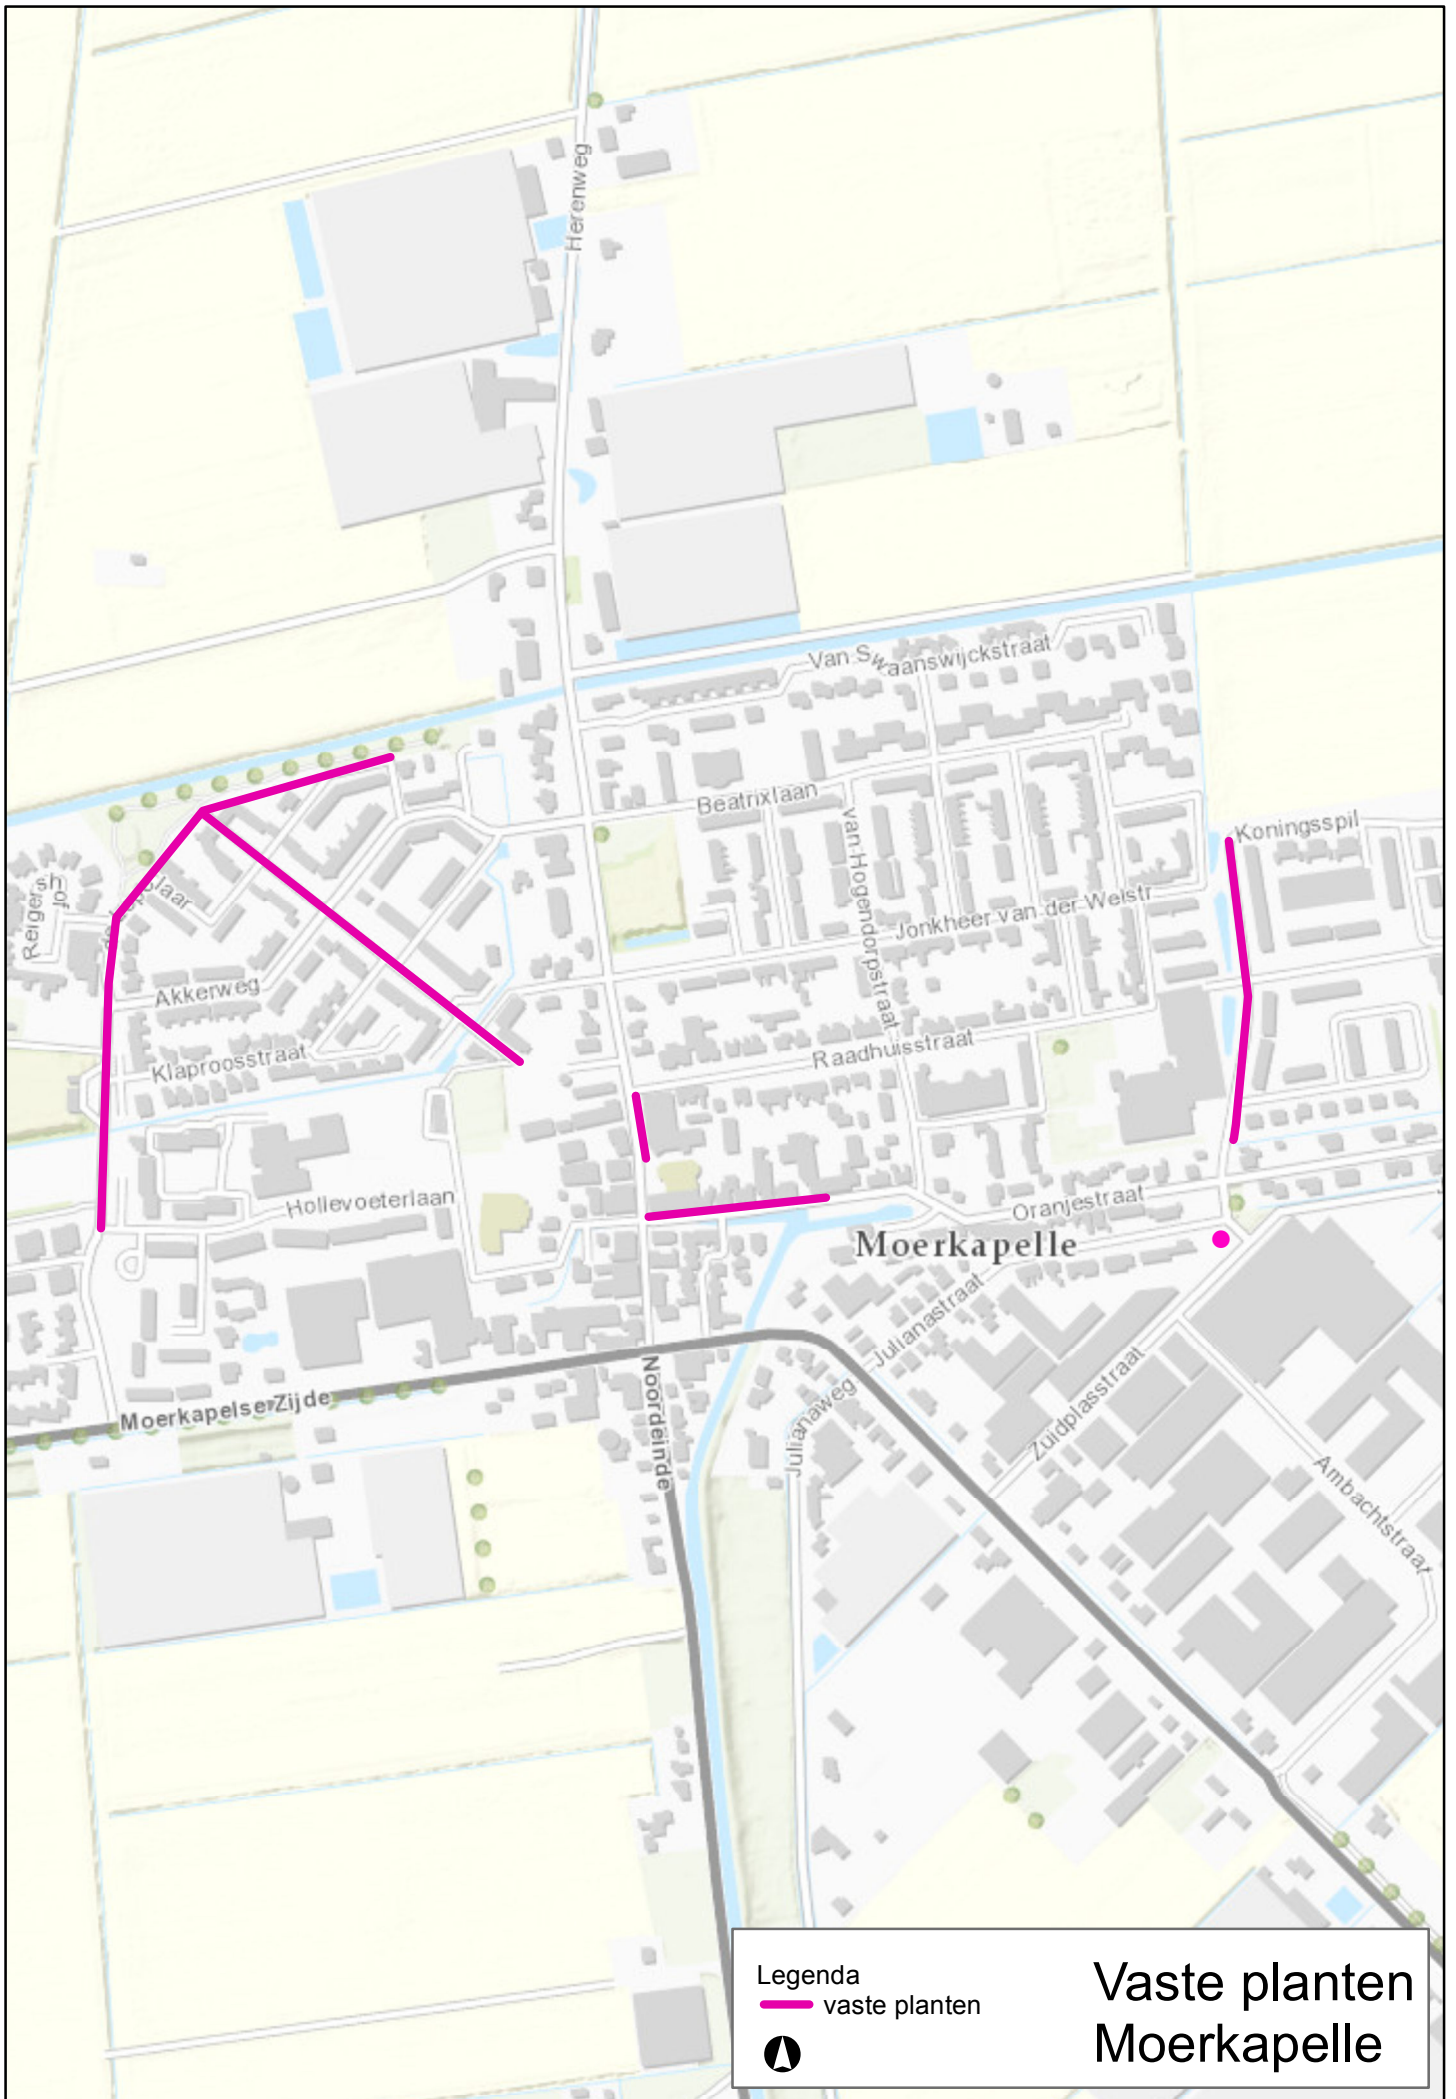 Herenweg
Van Swaanswijckstraat
Beatrixlaan
van Hogendorpstraat
Koningsspil
Reigershof
Jonkheer van der Welstr
Akkerweg
Klaproosstraat
Raadhuisstraat
Hollevoeterlaan
Oranjestraat
Moerkapelle
Julianastraat
Moerkapelse Zijde
Noordeinde
Julianaweg
Zuidplasstraat
Ambachtstraat
Legenda
vaste planten
Vaste planten
Moerkapelle